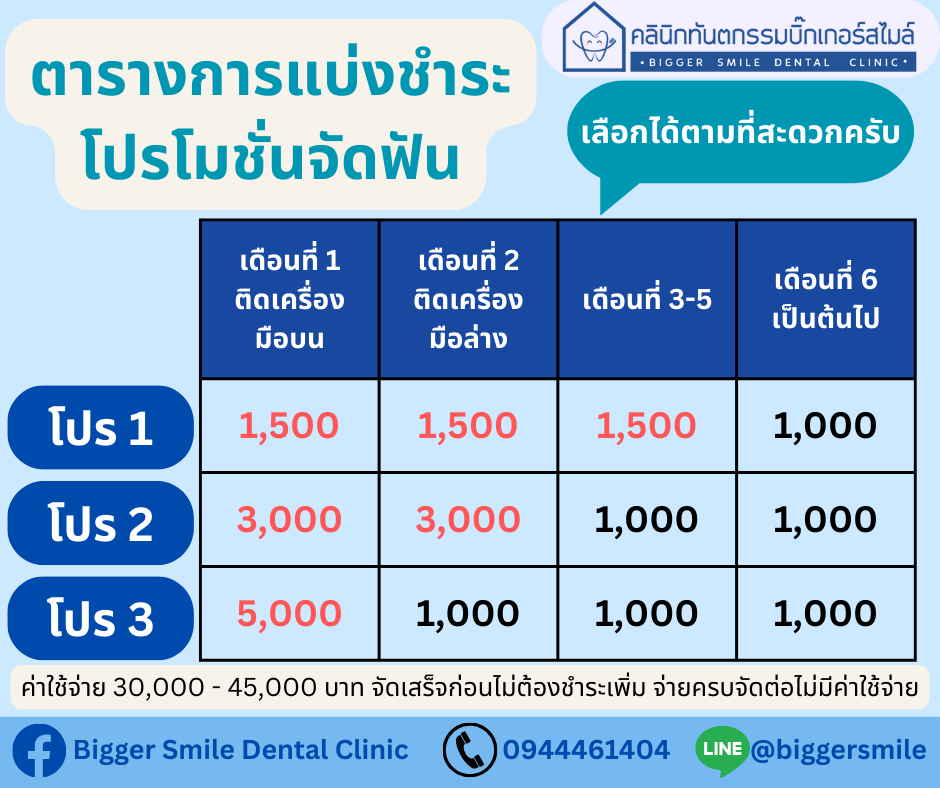 คลินิกทันตกรรมบิ๊กเกอร์สไมล์
•BIGGER SMILE DENTAL CLINIC•
ตารางการแบ่งชำระ
โปรโมชั่นจัดฟัน
เลือกได้ตามที่สะดวกครับ
เดือนที่ 1
ติดเครื่อง
มือบน
เดือนที่ 2
ติดเครื่อง
มือล่าง
เดือนที่ 3-5
เดือนที่ 6
เป็นต้นไป
โปร 1 1,500 1,500 1,500 1,000
โปร 2 3,000 3,000 1,000 1,000
โปร 3 5,000 1,000 1,000 1,000
ค่าใช้จ่าย 30,000 - 45,000 บาท จัดเสร็จก่อนไม่ต้องชำระเพิ่ม จ่ายครบจัดต่อไม่มีค่าใช้จ่าย
Bigger Smile Dental Clinic 0944461404 LINE @biggersmile